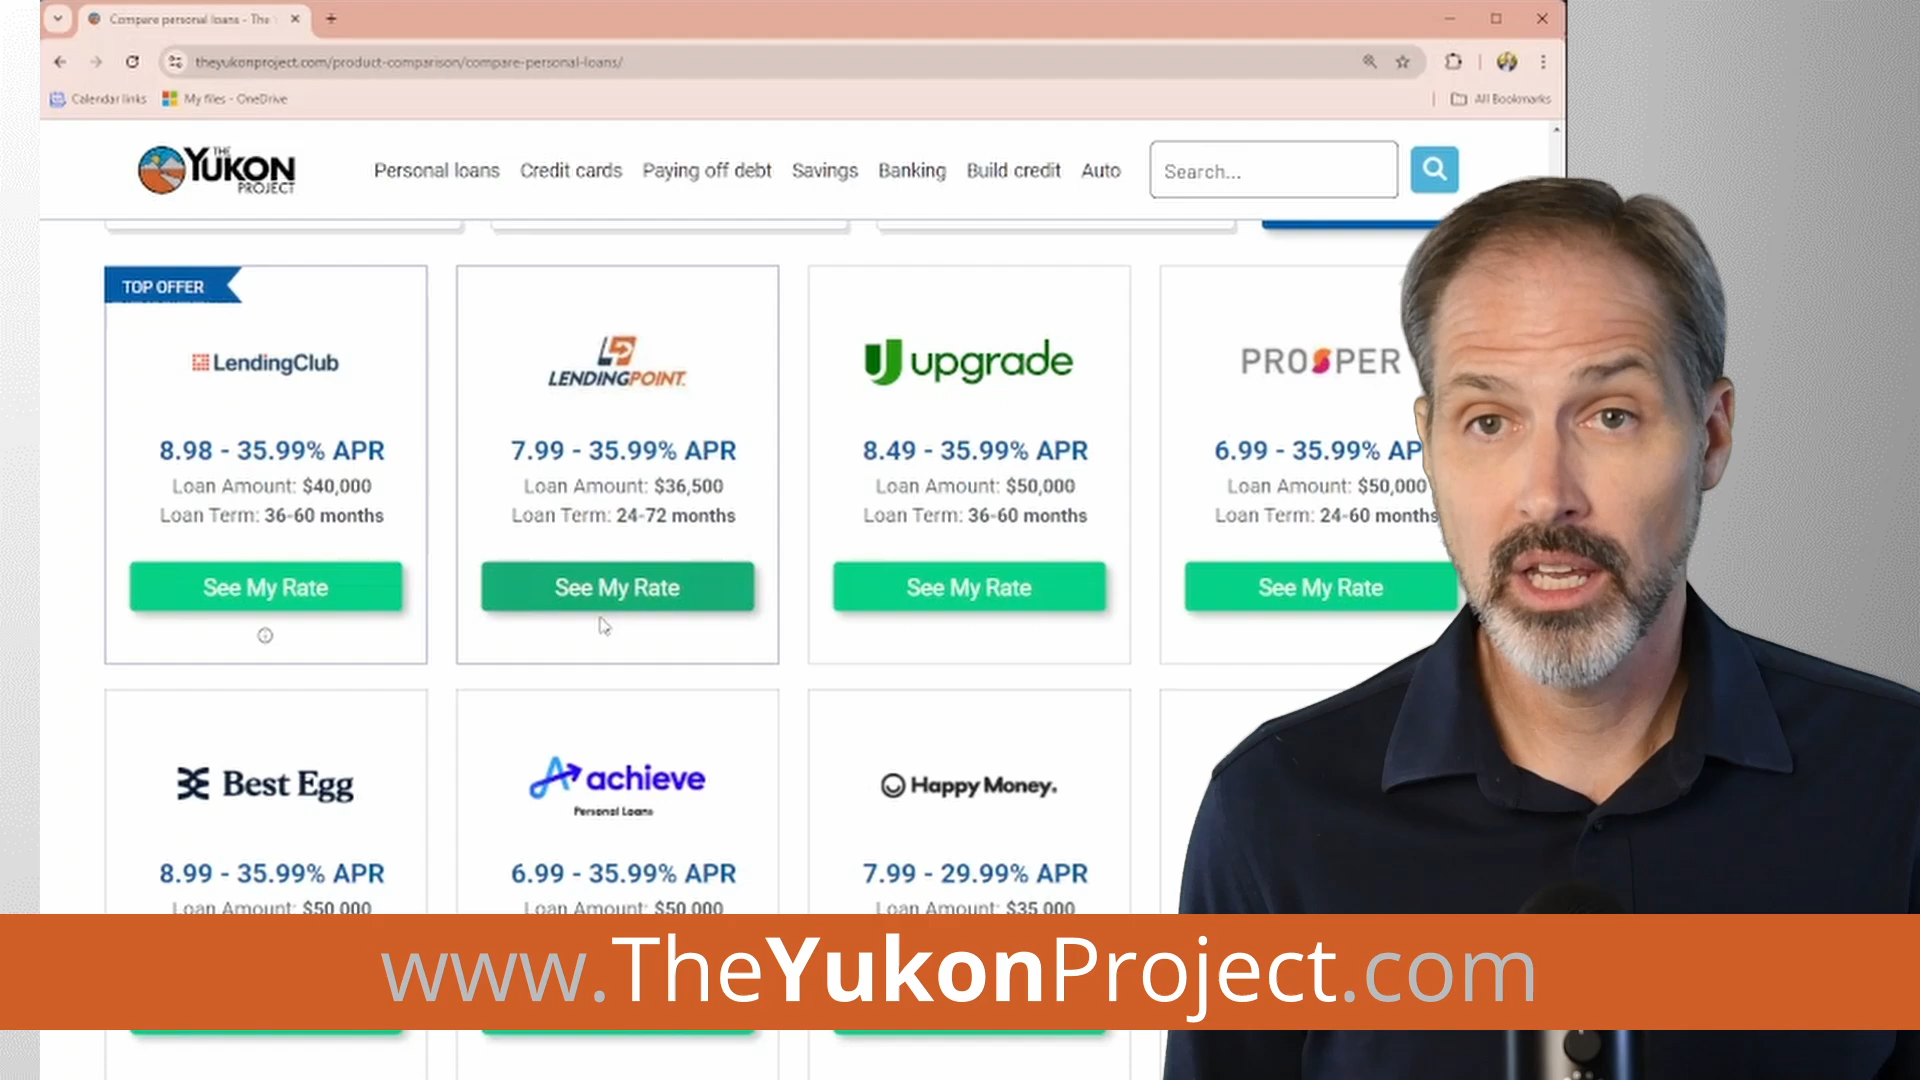 Compare personal loans - The
theyukonproject.com/product-comparison/compare-personal-loans/
Calendar links
My files - OneDrive
All Bookmarks
THE
YUKON
PROJECT
Personal loans
Credit cards
Paying off debt
Savings
Banking
Build credit
Auto
Search...
TOP OFFER
LendingClub
8.98 - 35.99% APR
Loan Amount: $40,000
Loan Term: 36-60 months
See My Rate
LENDINGPOINT.
7.99 - 35.99% APR
Loan Amount: $36,500
Loan Term: 24-72 months
See My Rate
upgrade
8.49 - 35.99% APR
Loan Amount: $50,000
Loan Term: 36-60 months
See My Rate
PROSPER
6.99 - 35.99% AP
Loan Amount: $50,000
Loan Term: 24-60 months
See My Rate
Best Egg
8.99 - 35.99% APR
Loan Amount: $50,000
achieve
Personal Loans
6.99 - 35.99% APR
Loan Amount: $50,000
Happy Money.
7.99 - 29.99% APR
Loan Amount: $35,000
www.TheYukonProject.com